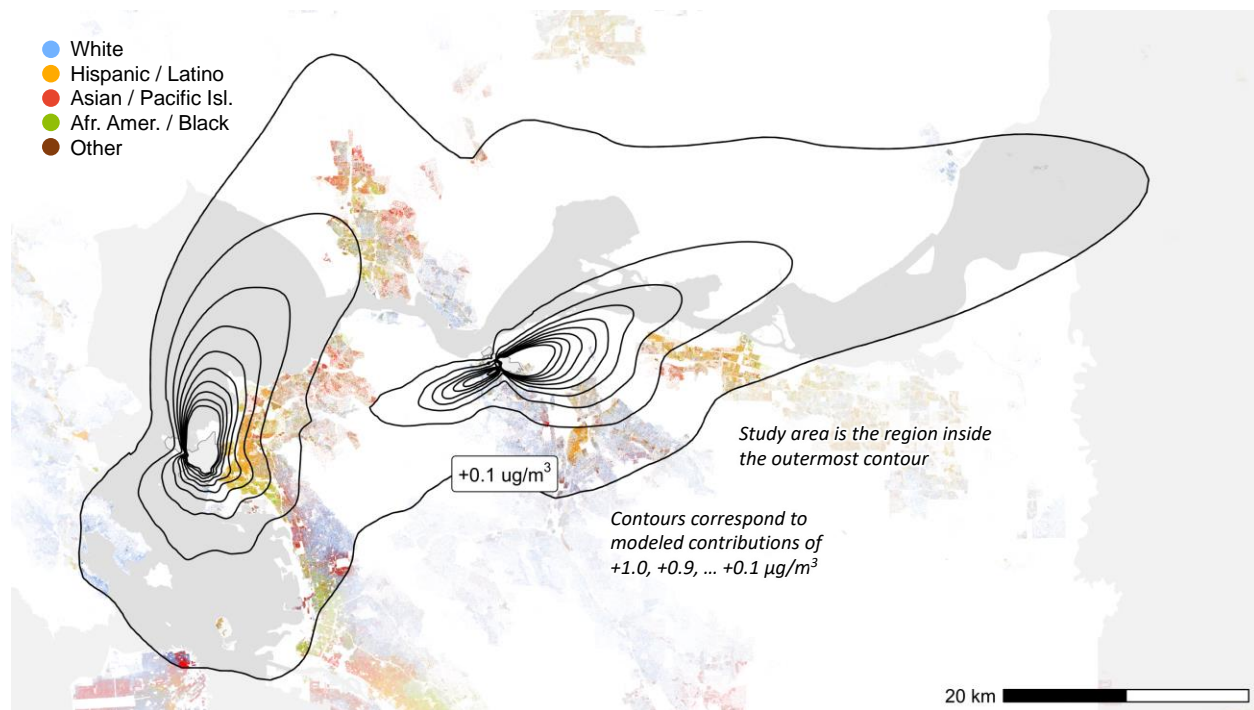 White
Hispanic / Latino
Asian / Pacific Isl.
Afr. Amer. / Black
Other
Study area is the region inside
the outermost contour
+0.1 ug/m³
Contours correspond to
modeled contributions of
+1.0, +0.9, … +0.1 µg/m³
20 km